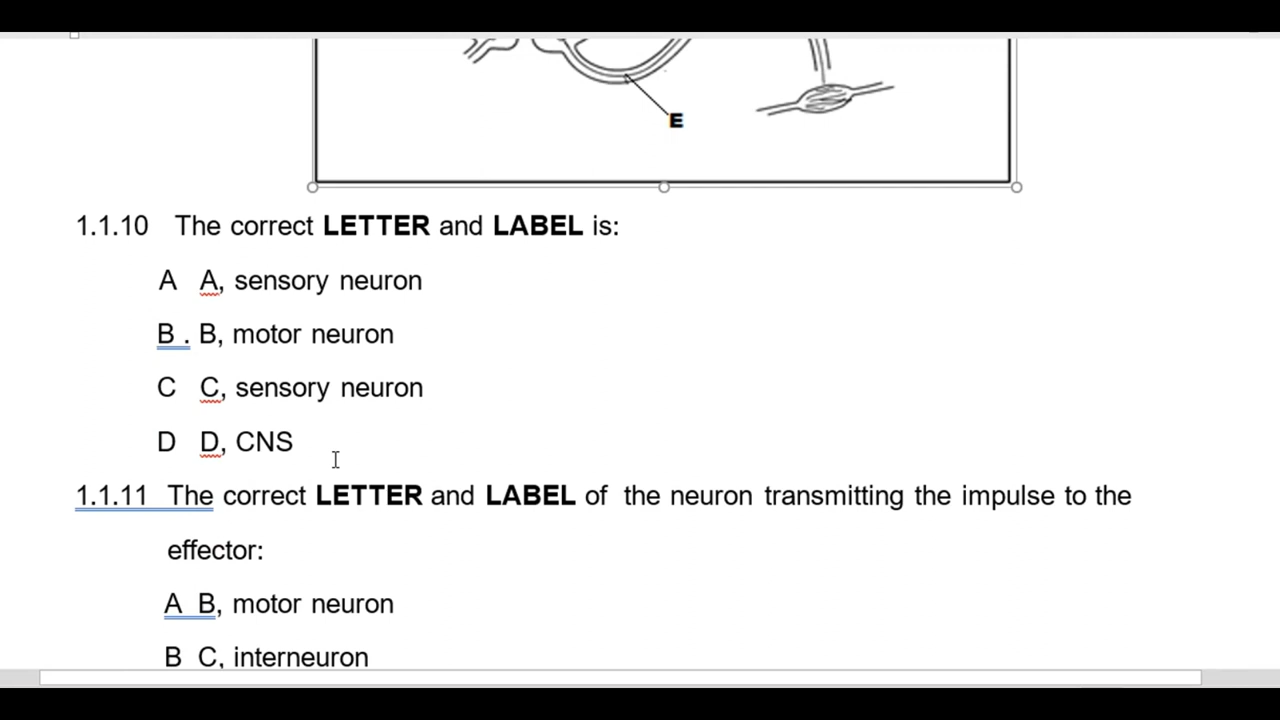 E
1.1.10 The correct LETTER and LABEL is:
A A, sensory neuron
B . B, motor neuron
C C, sensory neuron
D D, CNS
1.1.11 The correct LETTER and LABEL of the neuron transmitting the impulse to the
effector:
A B, motor neuron
B C, interneuron